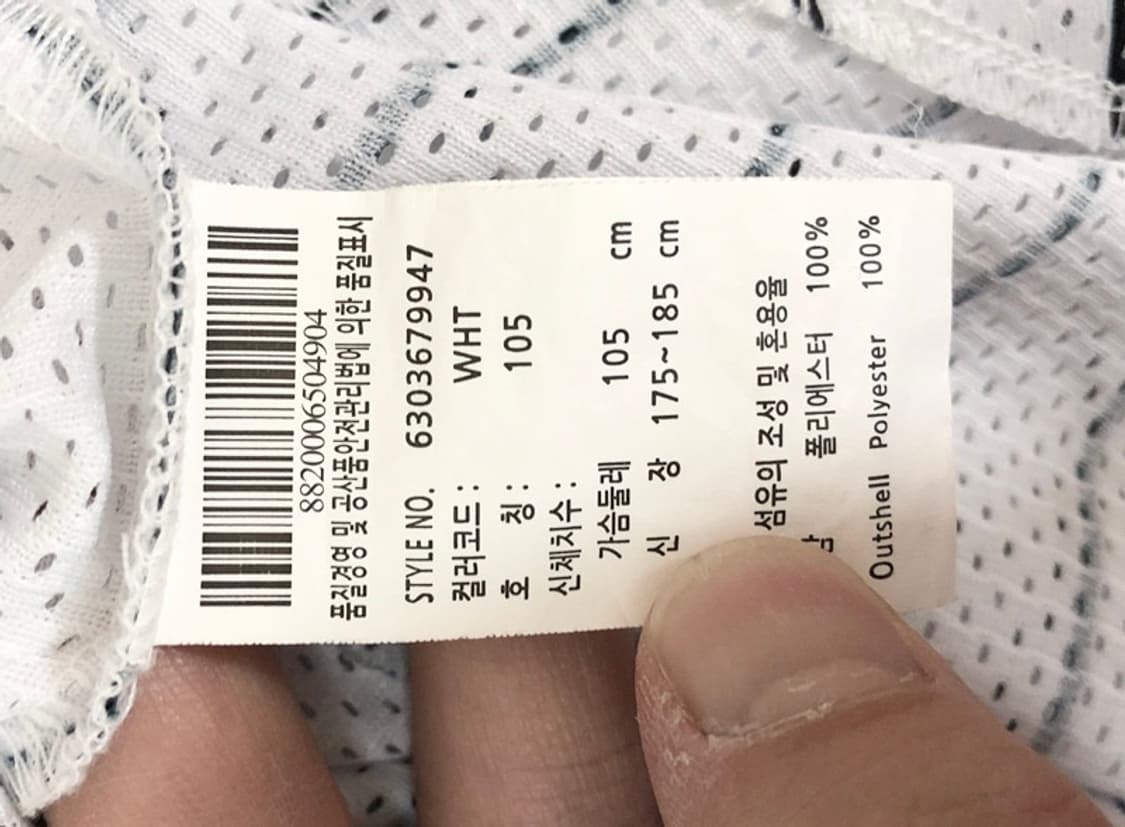 8820006504904
품질경영 및 공산품안전관리법에 의한 품질표시
STYLE NO. 6303679947
컬러코드 : WHT
호 칭 : 105
신체치수 :
가슴둘레 105 cm
신 장 175~185 cm
섬유의 조성 및 혼용율
폴리에스터 100%
Outshell Polyester 100%